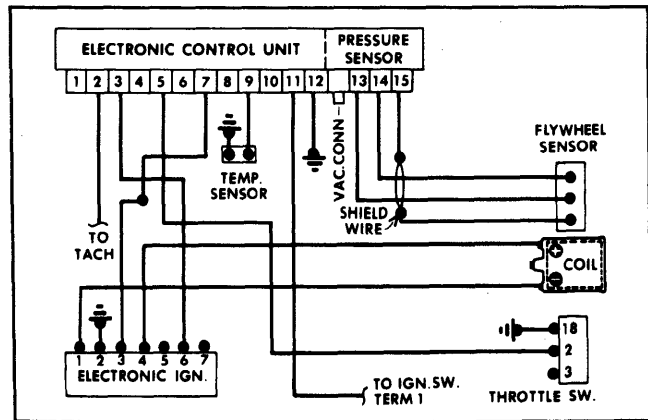 ELECTRONIC CONTROL UNIT
PRESSURE
SENSOR
1 2 3 4 5 6 7 8 9 10 11 12 13 14 15
VAC.CONN
TEMP.
SENSOR
FLYWHEEL
SENSOR
SHIELD
WIRE
TO
TACH
+ COIL
-
1 2 3 4 5 6 7
ELECTRONIC IGN.
18
2
3
THROTTLE SW.
TO IGN. SW.
TERM 1